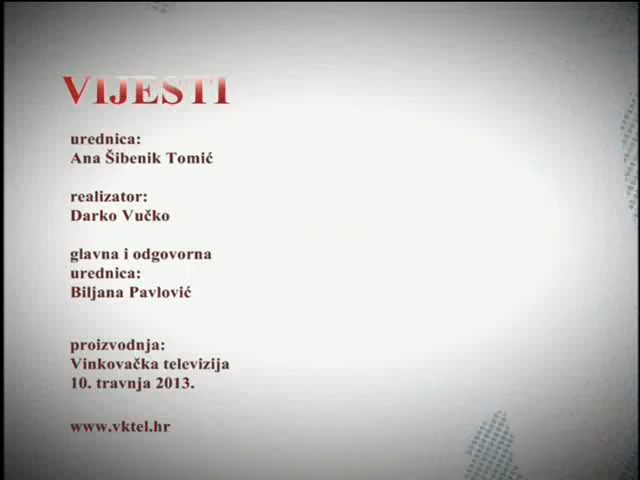 VIJESTI
urednica:
Ana Šibenik Tomić
realizator:
Darko Vučko
glavna i odgovorna
urednica:
Biljana Pavlović
proizvodnja:
Vinkovačka televizija
10. travnja 2013.
www.vktel.hr